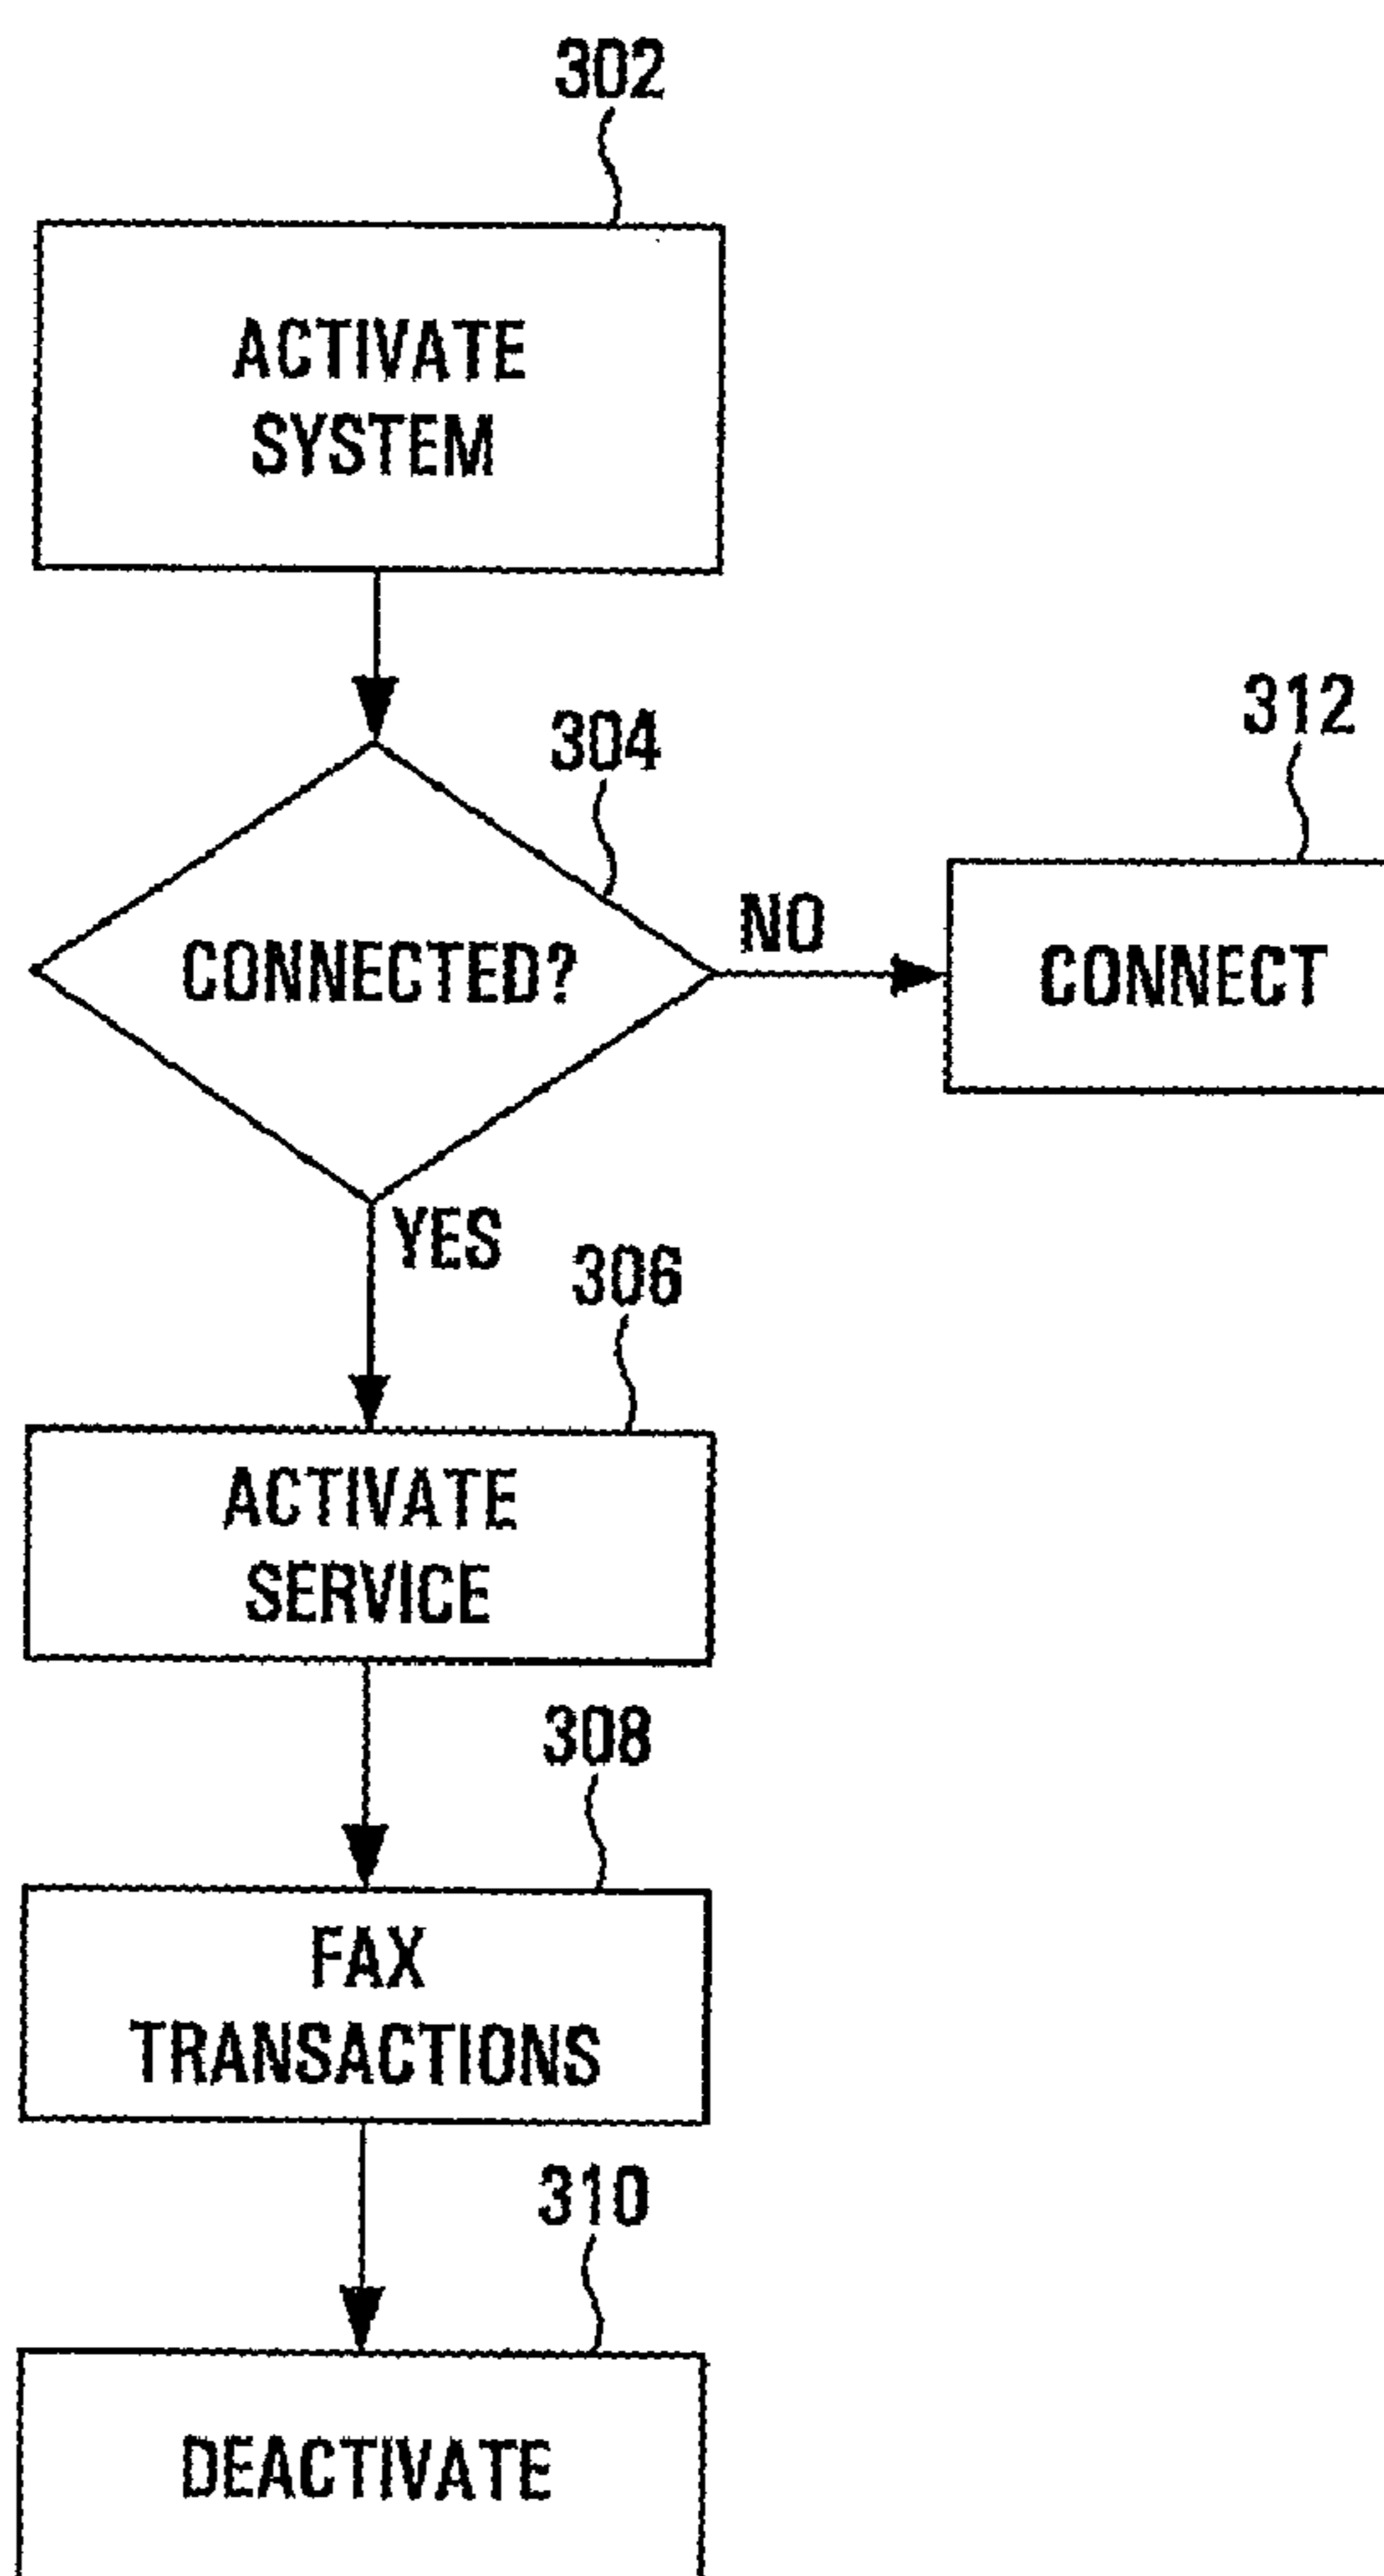 302
ACTIVATE
SYSTEM
304
312
CONNECTED?
NO
CONNECT
YES
306
ACTIVATE
SERVICE
308
FAX
TRANSACTIONS
310
DEACTIVATE